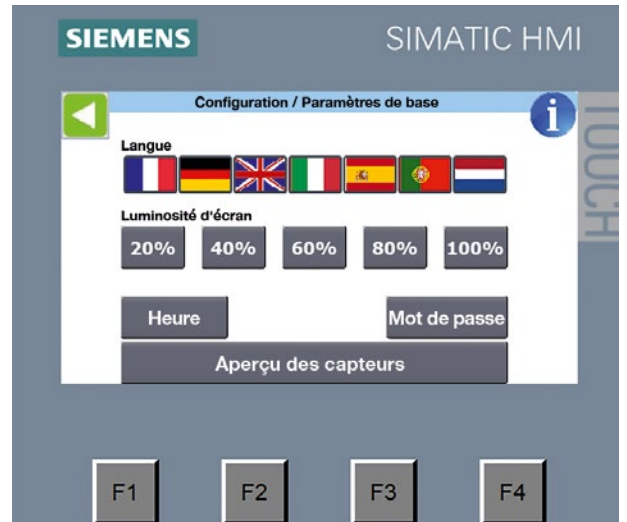 SIEMENS
SIMATIC HMI
TOUCH
Configuration / Paramètres de base
i
Langue
Luminosité d'écran
20% 40% 60% 80% 100%
Heure
Mot de passe
Aperçu des capteurs
F1 F2 F3 F4